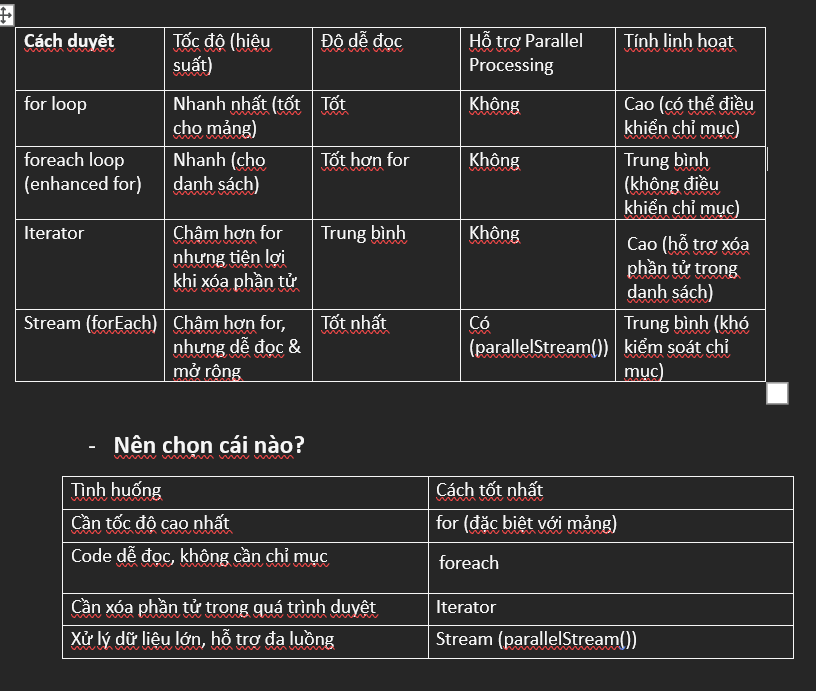 Cách duyệt
Tốc độ (hiệu
suất)
Độ dễ đọc
Hỗ trợ Parallel
Processing
Tính linh hoạt
for loop
Nhanh nhất (tốt
cho mảng)
Tốt
Không
Cao (có thể điều
khiển chỉ mục)
foreach loop
(enhanced for)
Nhanh (cho
danh sách)
Tốt hơn for
Không
Trung bình
(không điều
khiển chỉ mục)
Iterator
Chậm hơn for
nhưng tiện lợi
khi xóa phần tử
Trung bình
Không
Cao (hỗ trợ xóa
phần tử trong
danh sách)
Stream (forEach)
Chậm hơn for,
nhưng dễ đọc &
mở rộng
Tốt nhất
Có
(parallelStream())
Trung bình (khó
kiểm soát chỉ
mục)
- Nên chọn cái nào?
Tình huống
Cách tốt nhất
Cần tốc độ cao nhất
for (đặc biệt với mảng)
Code dễ đọc, không cần chỉ mục
foreach
Cần xóa phần tử trong quá trình duyệt
Iterator
Xử lý dữ liệu lớn, hỗ trợ đa luồng
Stream (parallelStream())